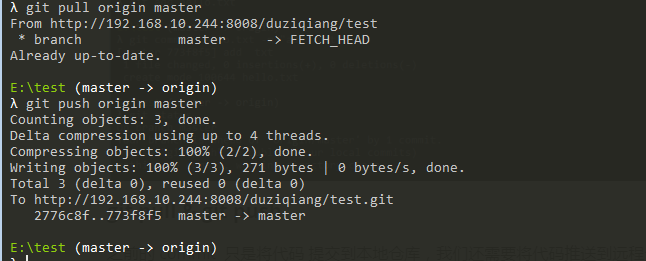 λ git pull origin master
From http://192.168.10.244:8008/duziqiang/test
 * branch            master     -> FETCH_HEAD
Already up-to-date.
E:\test (master -> origin)
λ git push origin master
Counting objects: 3, done.
Delta compression using up to 4 threads.
Compressing objects: 100% (2/2), done.
Writing objects: 100% (3/3), 271 bytes | 0 bytes/s, done.
Total 3 (delta 0), reused 0 (delta 0)
To http://192.168.10.244:8008/duziqiang/test.git
   2776c8f..773f8f5  master -> master
E:\test (master -> origin)
λ